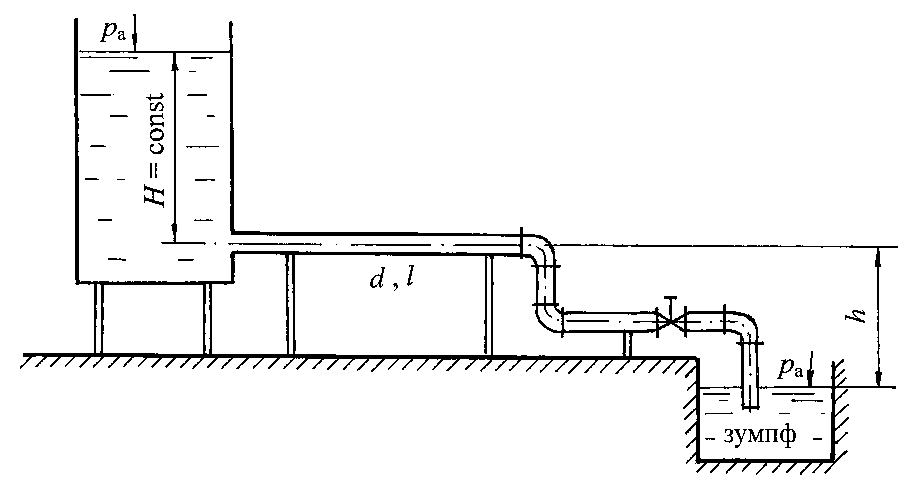 pа
H = const
d , l
h
pа
зумпф